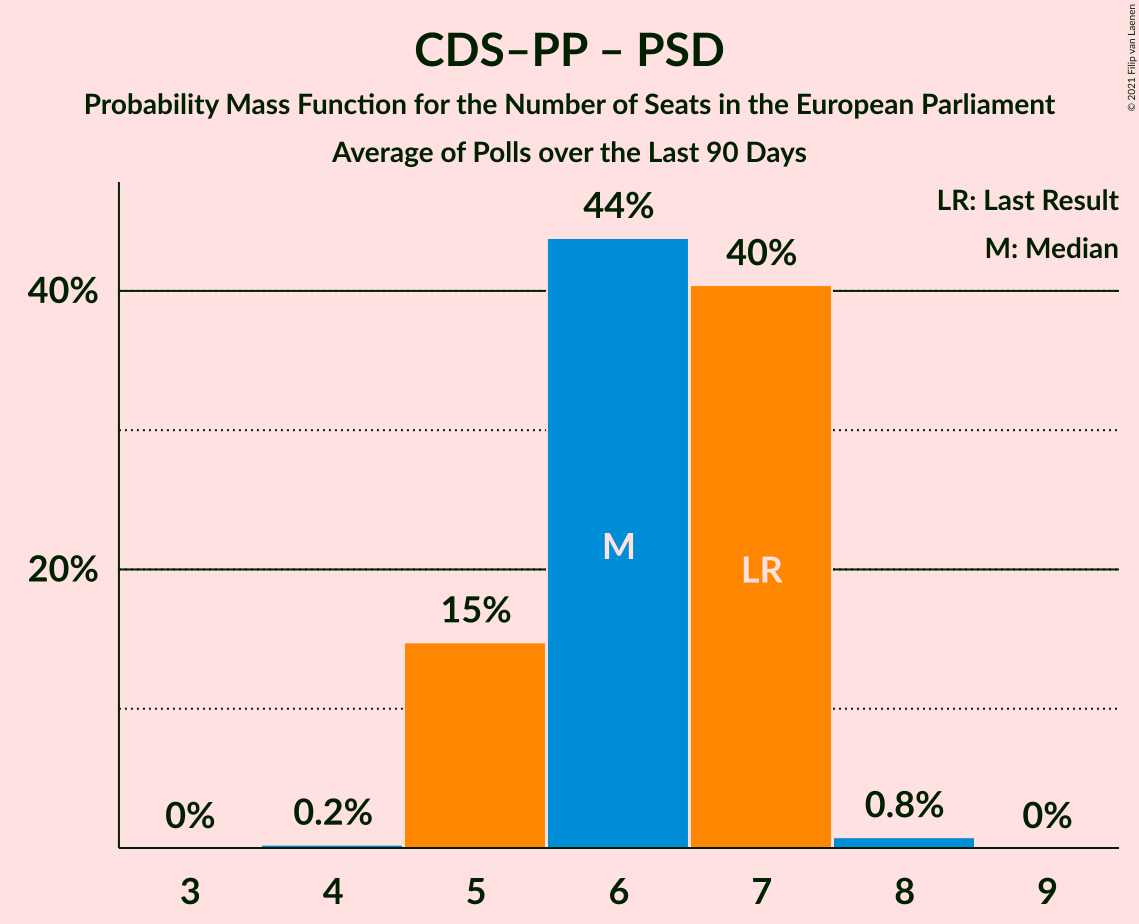 CDS–PP – PSD
Probability Mass Function for the Number of Seats in the European Parliament
Average of Polls over the Last 90 Days
© 2021 Filip van Laenen
LR: Last Result
M: Median
44%
40%
40%
20%
15%
M
LR
0%
0.2%
0.8%
0%
3 4 5 6 7 8 9